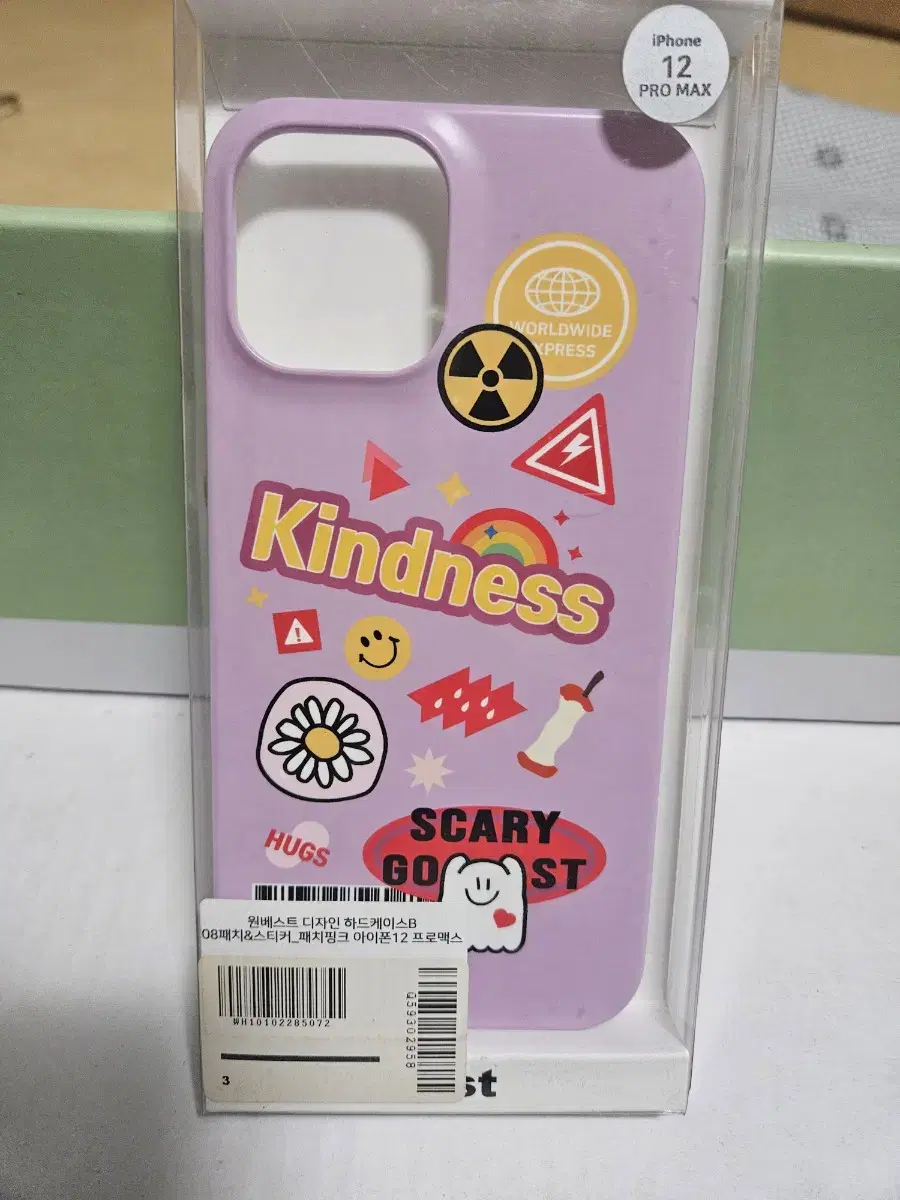 iPhone
12
PRO MAX
WORLDWIDE
XPRESS
Kindness
HUGS
SCARY
GO ST
원베스트 디자인 하드케이스B
08패치&스티커_패치핑크 아이폰12 프로맥스
WH10102285072
Q59302958
3
st